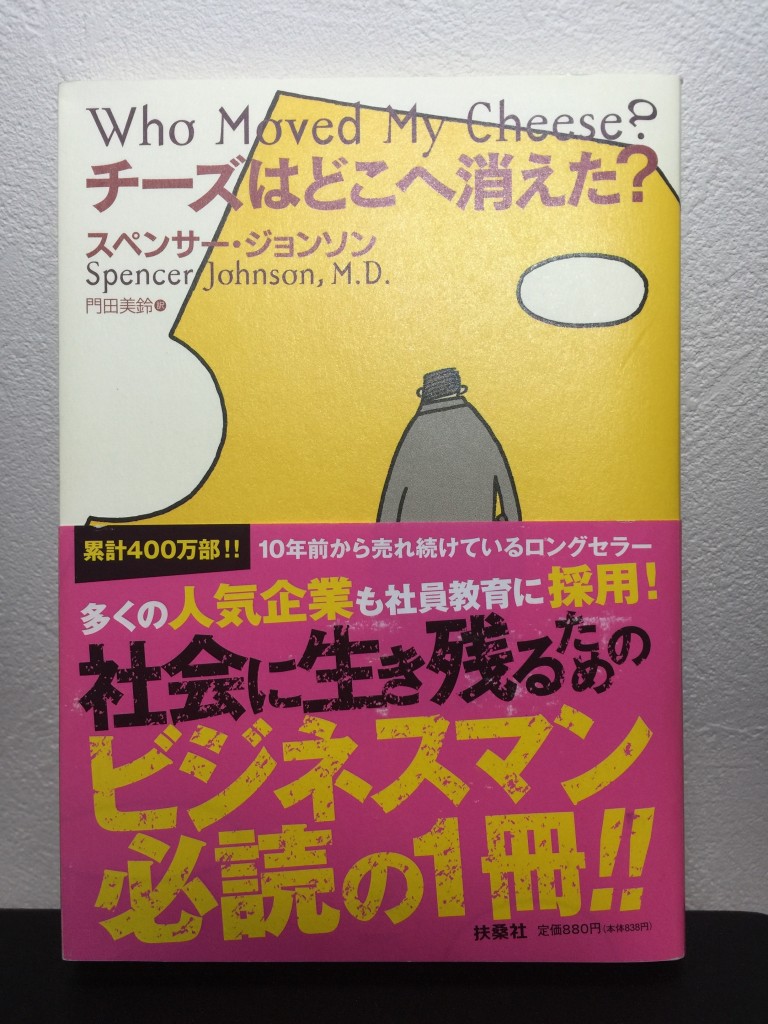 Who Moved My Cheese?
チーズはどこへ消えた?
スペンサー・ジョンソン
Spencer Johnson, M.D.
門田美鈴 訳
累計400万部!!
10年前から売れ続けているロングセラー
多くの人気企業も社員教育に採用!
社会に生き残るための
ビジネスマン
必読の1冊!!
扶桑社 定価880円(本体838円)